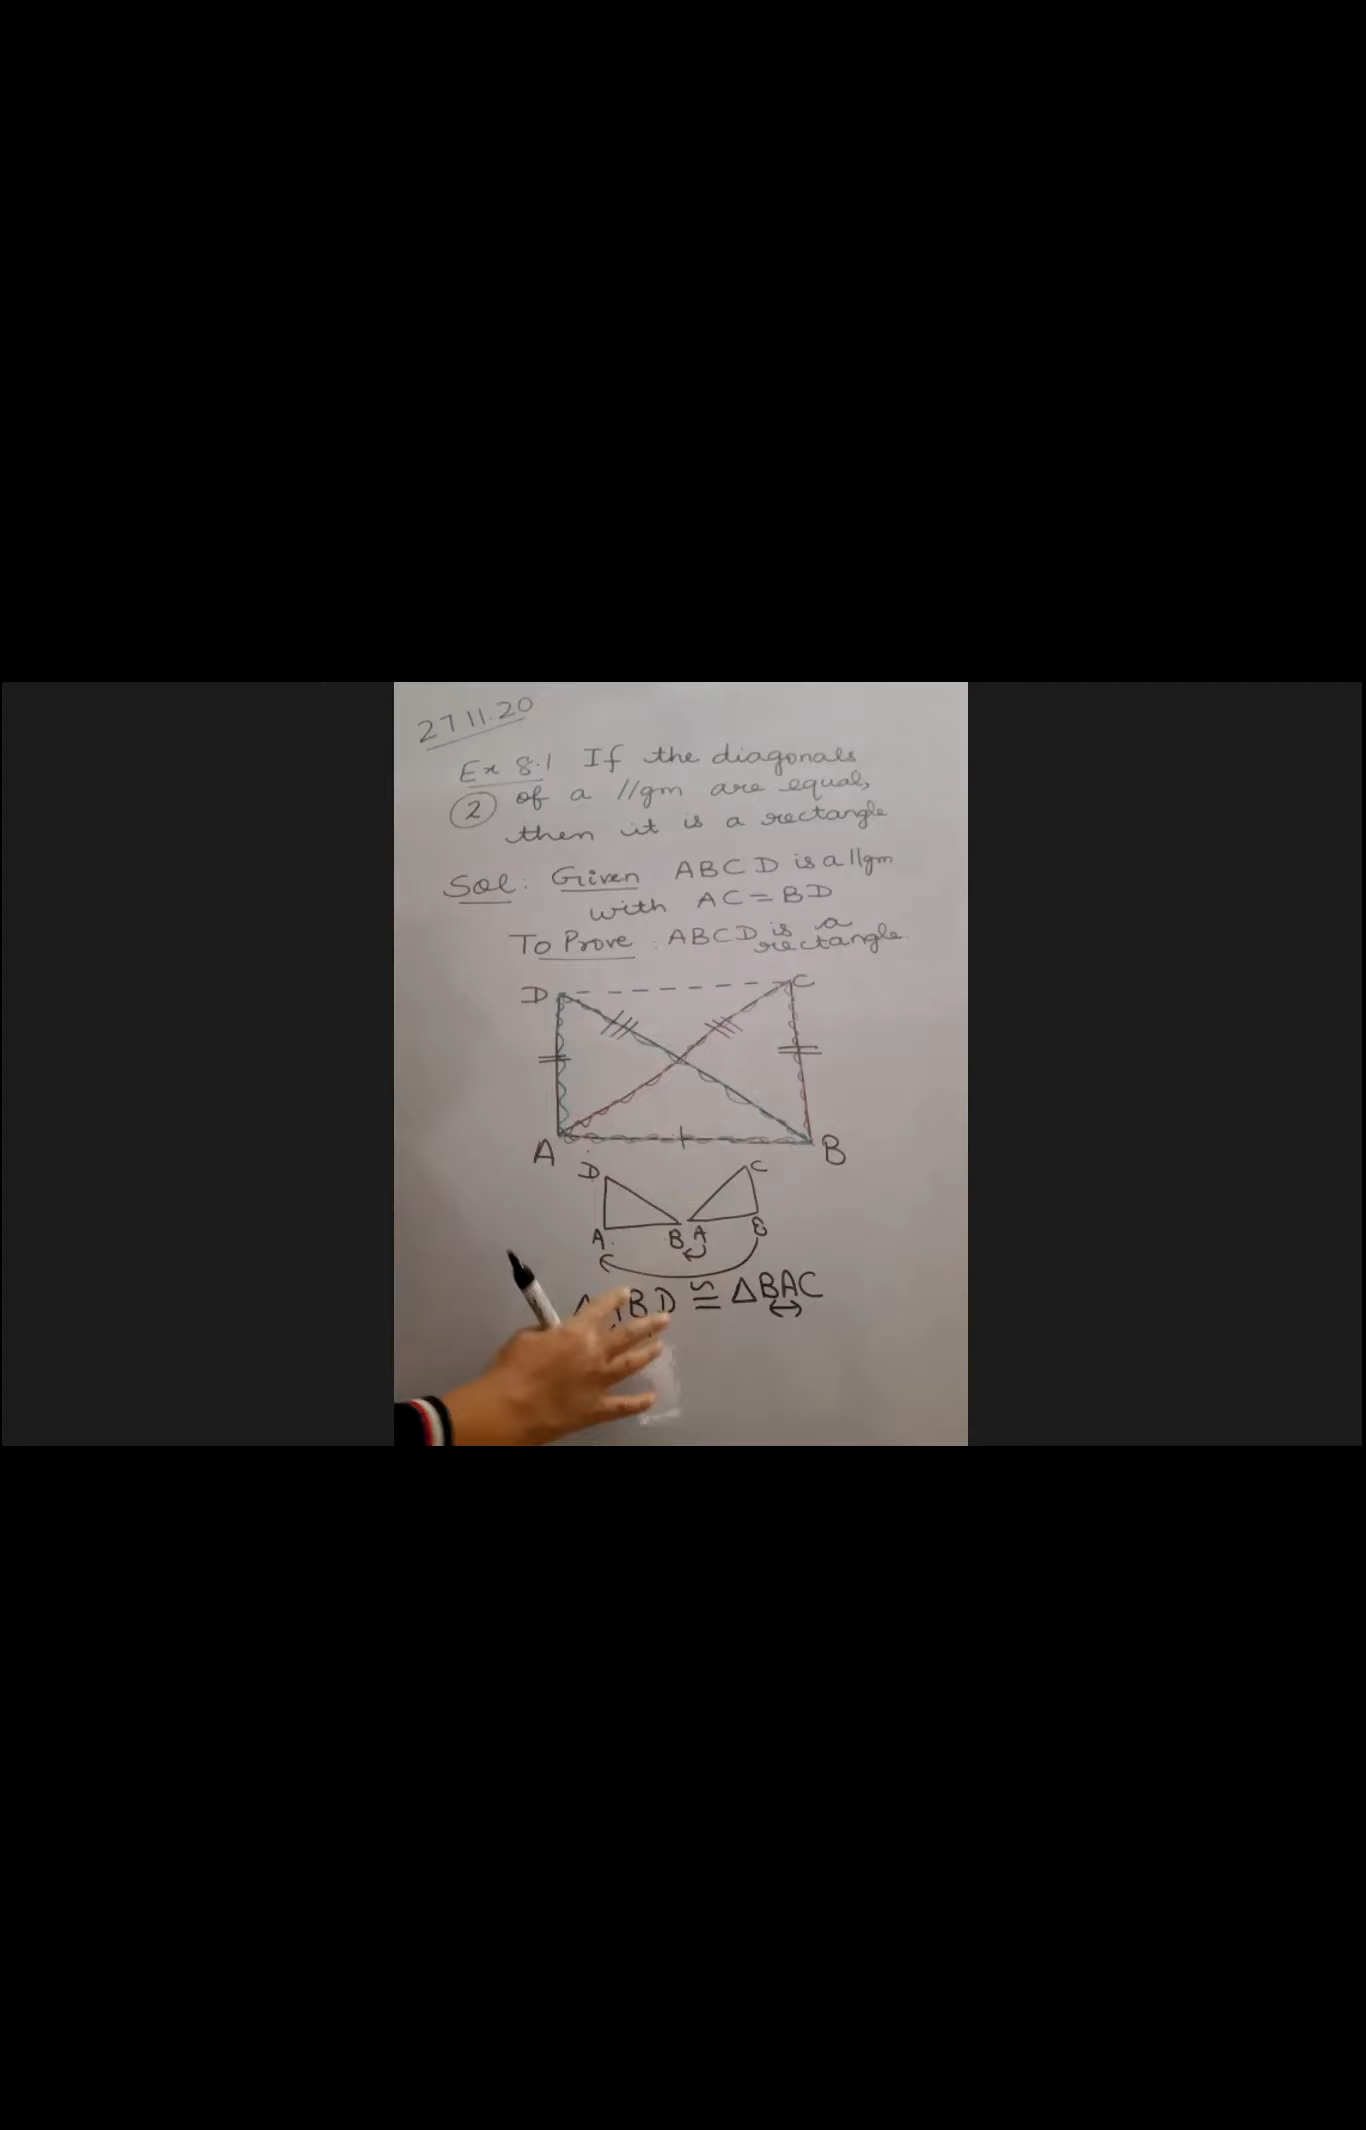 27.11.20
Ex 8.1 If the diagonals
2 of a //gm are equal,
then it is a rectangle
Sol: Given ABCD is a ||gm
with AC = BD
To Prove : ABCD is a
rectangle.
D C
A B
D C
A B A B
BD ≅ △BAC